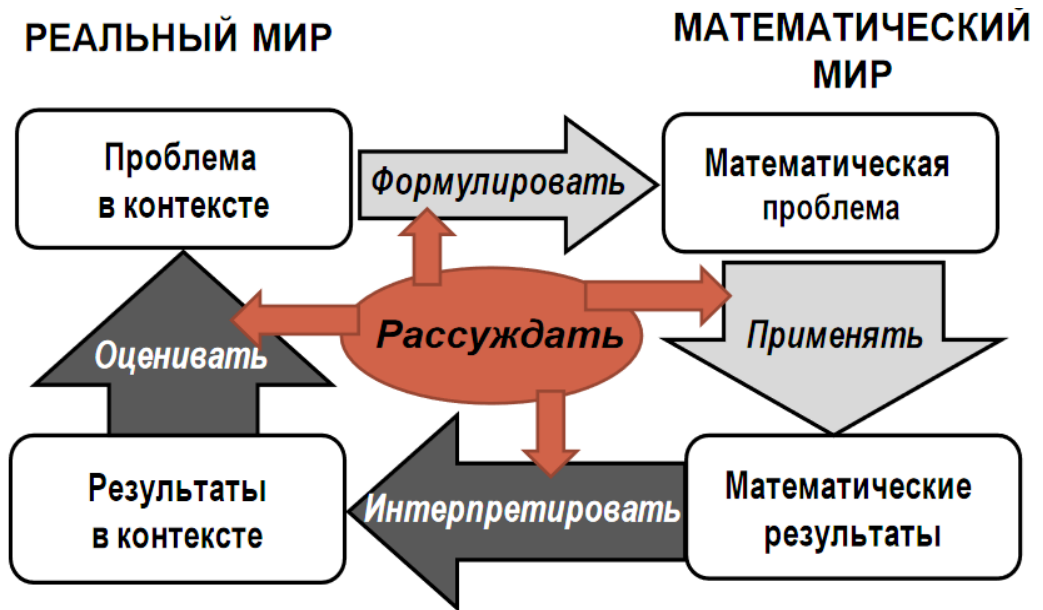 РЕАЛЬНЫЙ МИР
МАТЕМАТИЧЕСКИЙ
МИР
Проблема
в контексте
Формулировать
Математическая
проблема
Рассуждать
Оценивать
Применять
Результаты
в контексте
Интерпретировать
Математические
результаты